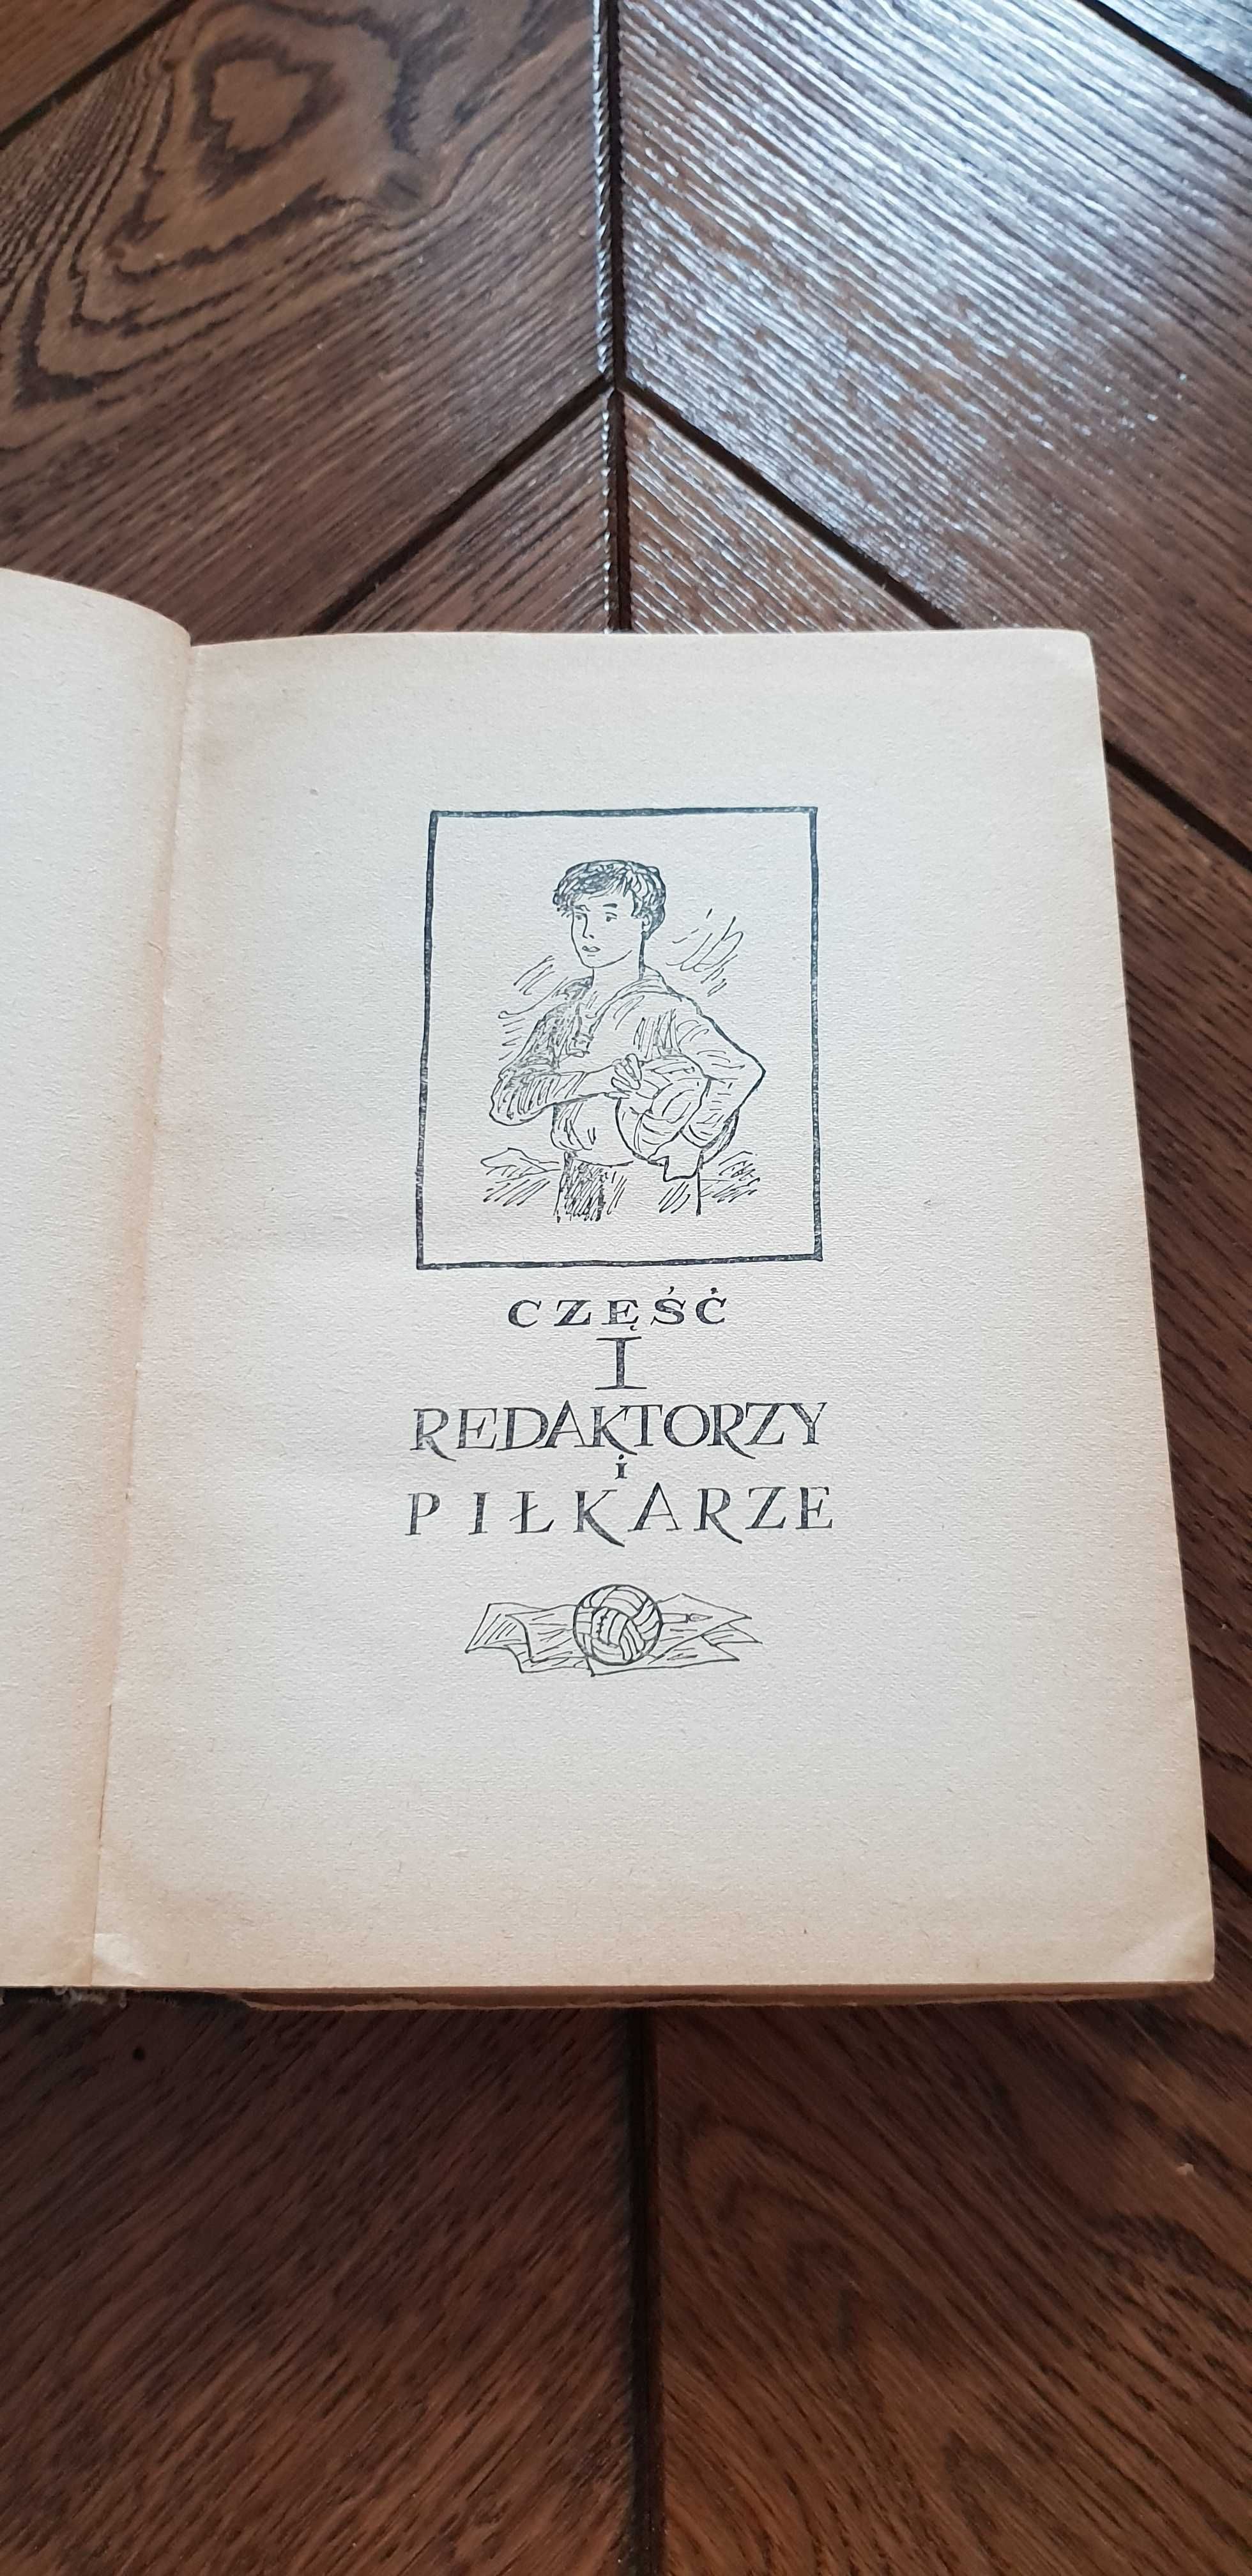 CZĘŚĆ
I
REDAKTORZY
i
PIŁKARZE